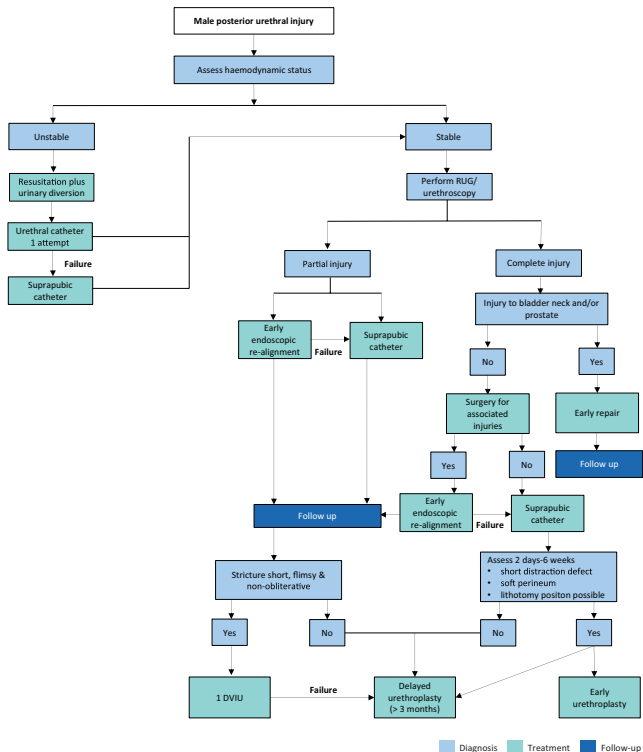 Male posterior urethral injury
Assess haemodynamic status
Unstable
Stable
Resusitation plus
urinary diversion
Perform RUG/
urethroscopy
Urethral catheter
1 attempt
Failure
Suprapubic
catheter
Partial injury
Complete injury
Injury to bladder neck and/or
prostate
Early
endoscopic
re-alignment
Failure
Suprapubic
catheter
No
Yes
Surgery for
associated
injuries
Early repair
Yes
No
Follow up
Follow up
Early
endoscopic
re-alignment
Failure
Suprapubic
catheter
Stricture short, flimsy &
non-obliterative
Assess 2 days-6 weeks
• short distraction defect
• soft perineum
• lithotomy positon possible
Yes
No
No
Yes
1 DVIU
Failure
Delayed
urethroplasty
(> 3 months)
Early
urethroplasty
Diagnosis
Treatment
Follow-up